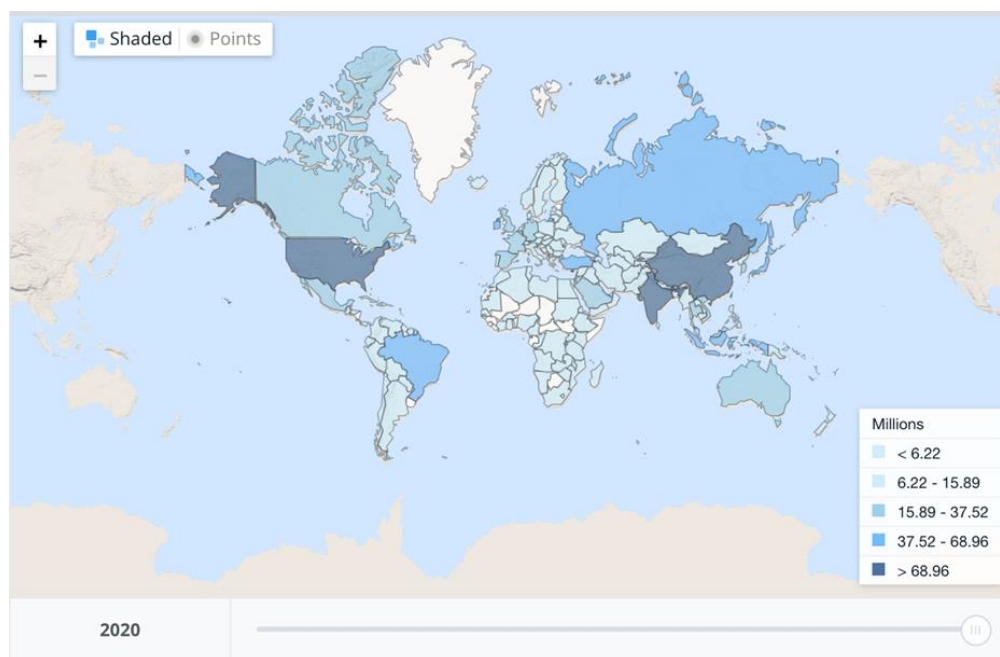 +
Shaded
Points
−
Millions
< 6.22
6.22 - 15.89
15.89 - 37.52
37.52 - 68.96
> 68.96
2020